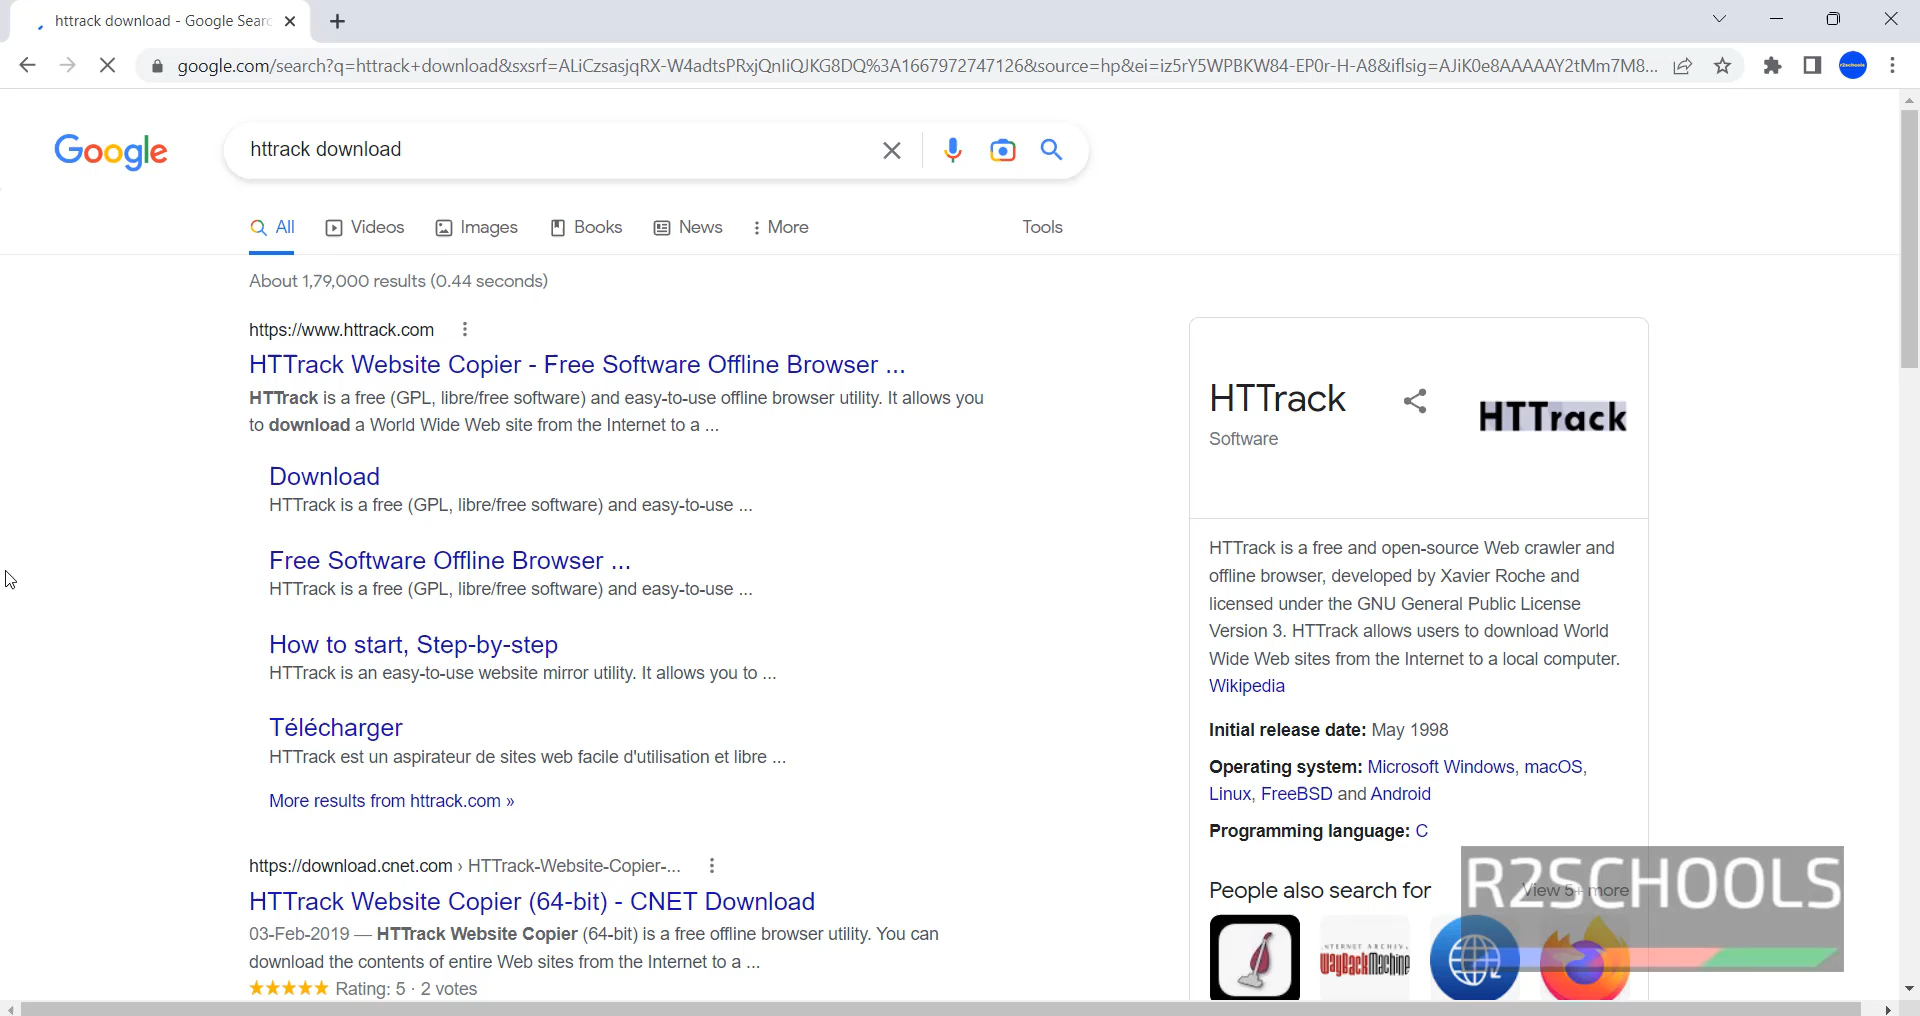 httrack download - Google Searc
google.com/search?q=httrack+download&sxsrf=ALiCzsasjqRX-W4adtsPRxjQnIiQJKG8DQ%3A1667972747126&source=hp&ei=iz5rY5WPBKW84-EP0r-H-A8&iflsig=AJiK0e8AAAAAY2tMm7M8...
r2schools
Google
httrack download
All
Videos
Images
Books
News
More
Tools
About 1,79,000 results (0.44 seconds)
https://www.httrack.com
HTTrack Website Copier - Free Software Offline Browser ...
HTTrack is a free (GPL, libre/free software) and easy-to-use offline browser utility. It allows you
to download a World Wide Web site from the Internet to a ...
Download
HTTrack is a free (GPL, libre/free software) and easy-to-use ...
Free Software Offline Browser ...
HTTrack is a free (GPL, libre/free software) and easy-to-use ...
How to start, Step-by-step
HTTrack is an easy-to-use website mirror utility. It allows you to ...
Télécharger
HTTrack est un aspirateur de sites web facile d'utilisation et libre ...
More results from httrack.com »
https://download.cnet.com › HTTrack-Website-Copier-...
HTTrack Website Copier (64-bit) - CNET Download
03-Feb-2019 — HTTrack Website Copier (64-bit) is a free offline browser utility. You can
download the contents of entire Web sites from the Internet to a ...
Rating: 5 · 2 votes
HTTrack
Software
HTTrack
HTTrack is a free and open-source Web crawler and
offline browser, developed by Xavier Roche and
licensed under the GNU General Public License
Version 3. HTTrack allows users to download World
Wide Web sites from the Internet to a local computer.
Wikipedia
Initial release date: May 1998
Operating system: Microsoft Windows, macOS,
Linux, FreeBSD and Android
Programming language: C
People also search for
View 5+ more
INTERNET ARCHIVE
WayBackMachine
R2SCHOOLS